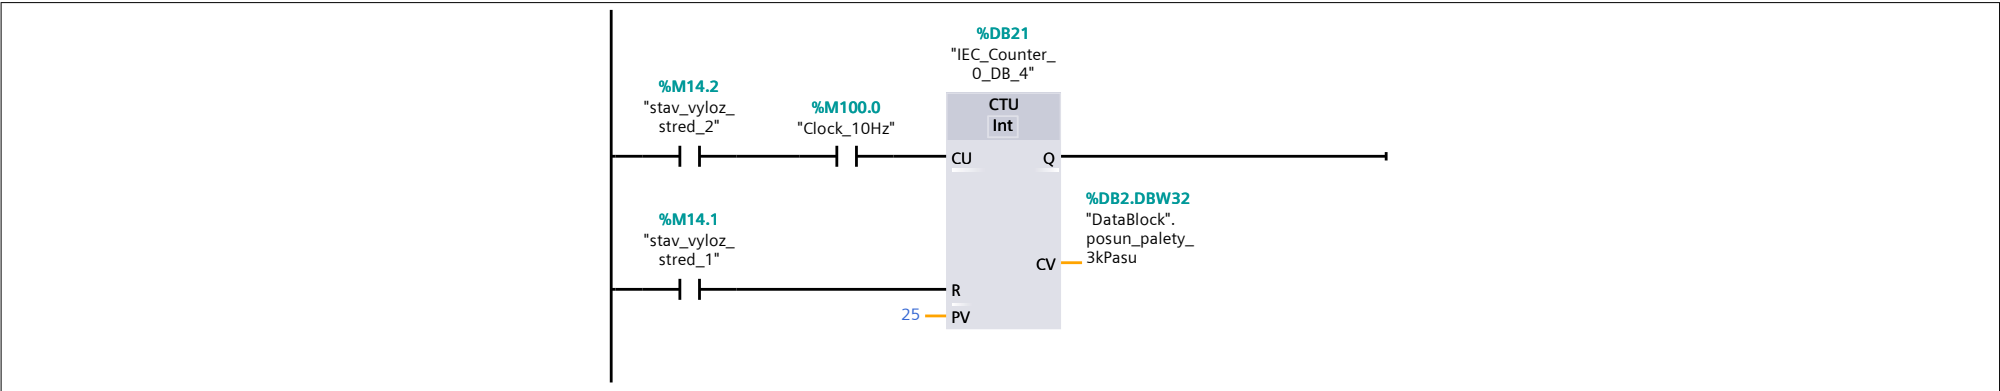 %DB21
"IEC_Counter_
0_DB_4"
%M14.2
"stav_vyloz_
stred_2"
%M100.0
"Clock_10Hz"
CTU
Int
CU
Q
%M14.1
"stav_vyloz_
stred_1"
%DB2.DBW32
"DataBlock".
posun_palety_
3kPasu
CV
R
25
PV